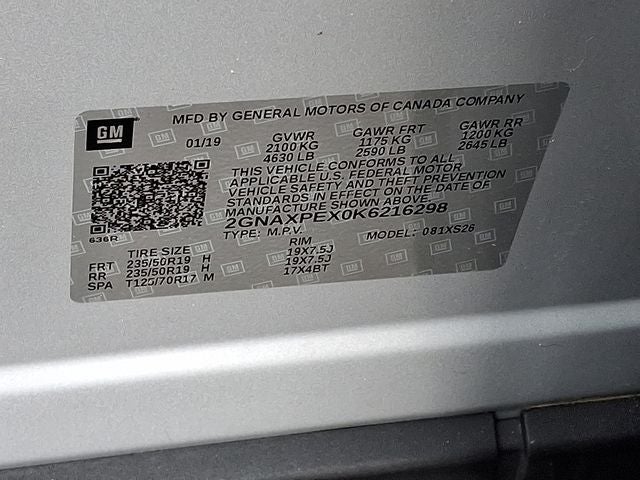 MFD BY GENERAL MOTORS OF CANADA COMPANY
GM
01/19 GVWR GAWR FRT GAWR RR
2100 KG 1175 KG 1200 KG
4630 LB 2590 LB 2645 LB
THIS VEHICLE CONFORMS TO ALL
APPLICABLE U.S. FEDERAL MOTOR
VEHICLE SAFETY AND THEFT PREVENTION
STANDARDS IN EFFECT ON THE DATE OF
MANUFACTURE SHOWN ABOVE.
2GNAXPEX0K6216298
TYPE: M.P.V. MODEL: 081XS26
636R
TIRE SIZE RIM
FRT 235/50R19 H 19X7.5J
RR 235/50R19 H 19X7.5J
SPA T125/70R17 M 17X4BT